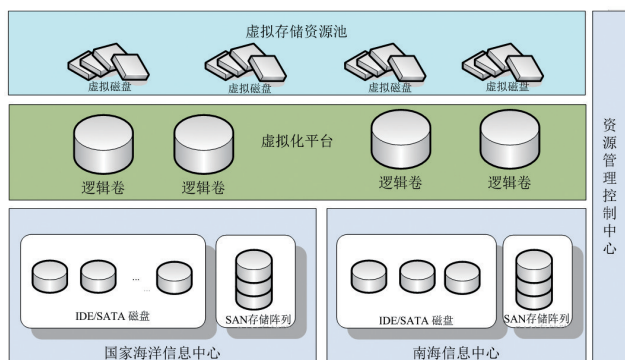 虚拟存储资源池
虚拟磁盘
虚拟磁盘
虚拟磁盘
虚拟磁盘
虚拟化平台
逻辑卷
逻辑卷
逻辑卷
逻辑卷
...
...
IDE/SATA 磁盘
SAN存储阵列
国家海洋信息中心
IDE/SATA 磁盘
SAN存储阵列
南海信息中心
资源管理控制中心